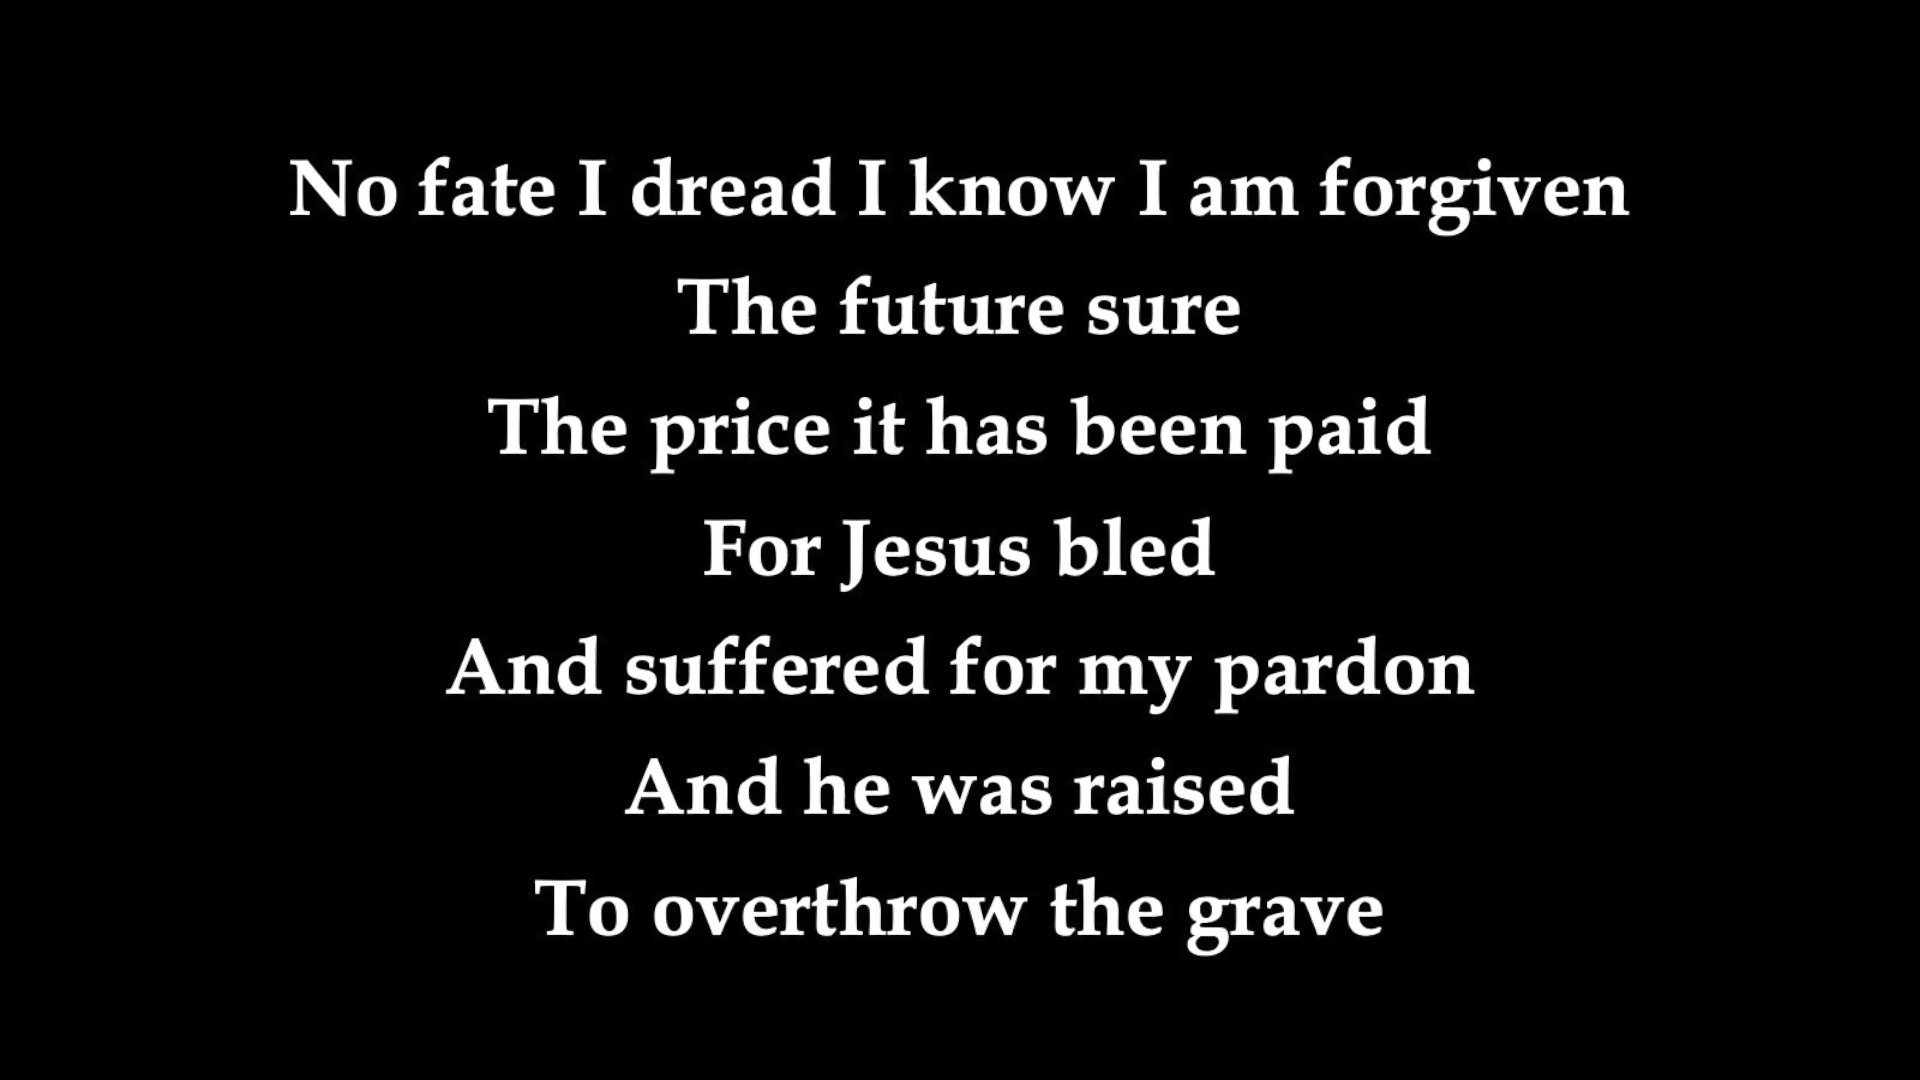 No fate I dread I know I am forgiven
The future sure
The price it has been paid
For Jesus bled
And suffered for my pardon
And he was raised
To overthrow the grave